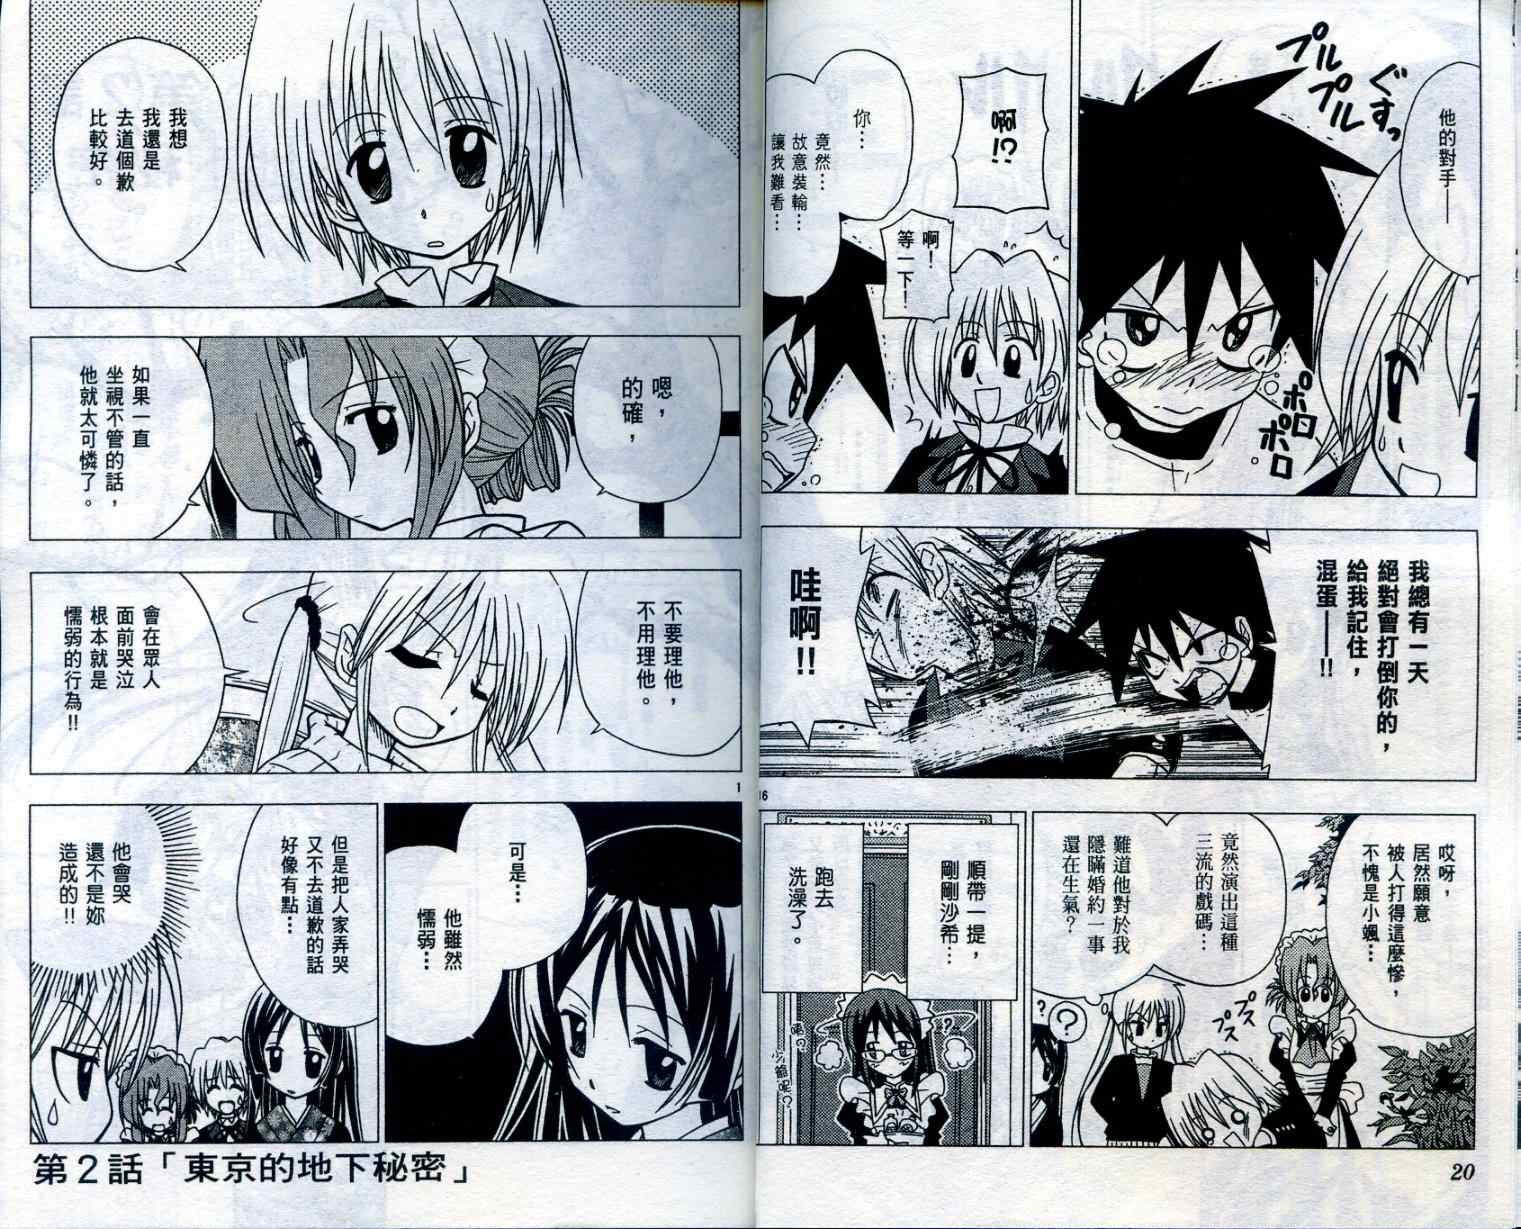 他的對手──
プルプル
ぐすっ
ポロポロ
啊!
等一下!
你…
竟然…
故意裝輸…
讓我難看…
我總有一天
絕對會打倒你的,
給我記住,
混蛋──!!
哇啊!!
哎呀,
居然願意
被人打得這麼慘,
不愧是小颯…
プスプス
竟然演出這種
三流的戲碼…
難道他對於我
隱瞞婚約一事
還在生氣?
?
?
順帶一提,
剛剛沙希…
跑去
洗澡了。
20
16
我想
我還是
去道個歉
比較好。
嗯,
的確,
如果一直
坐視不管的話,
他就太可憐了。
不要理他,
不用理他。
會在眾人
面前哭泣
根本就是
懦弱的行為!!
1
可是…
他雖然
懦弱…
但是把人家弄哭
又不去道歉的話
好像有點…
他會哭
還不是妳
造成的!!
第2話「東京的地下秘密」